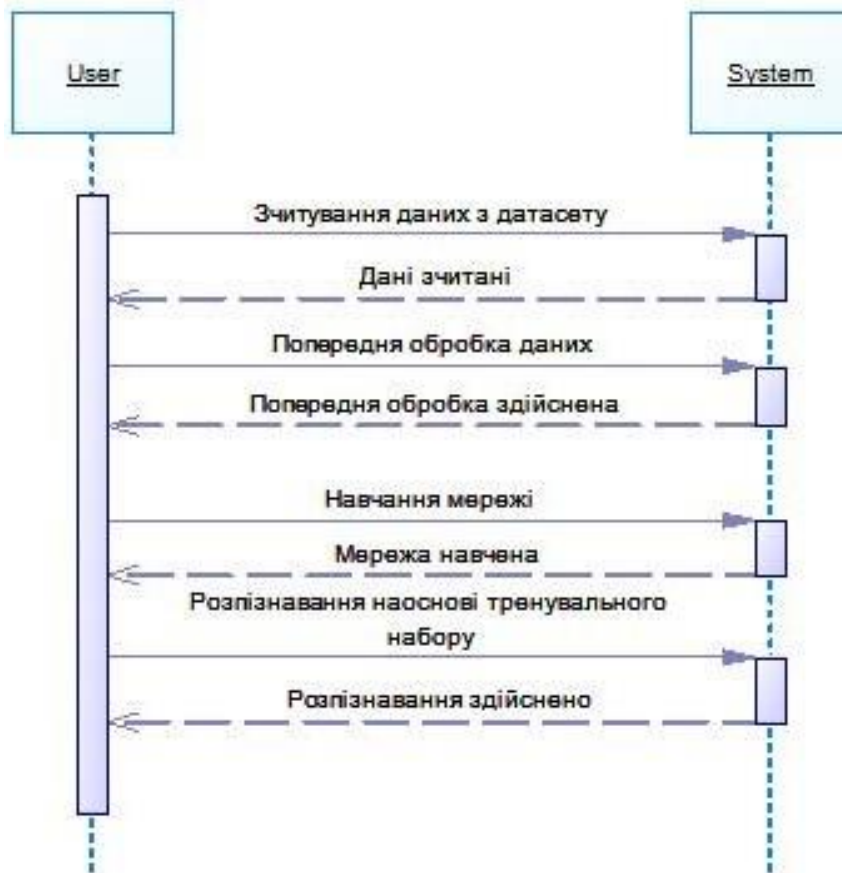 User
System
Зчитування даних з датасету
Дані зчитані
Попередня обробка даних
Попередня обробка здійснена
Навчання мережі
Мережа навчена
Розпізнавання наоснові тренувального
набору
Розпізнавання здійснено